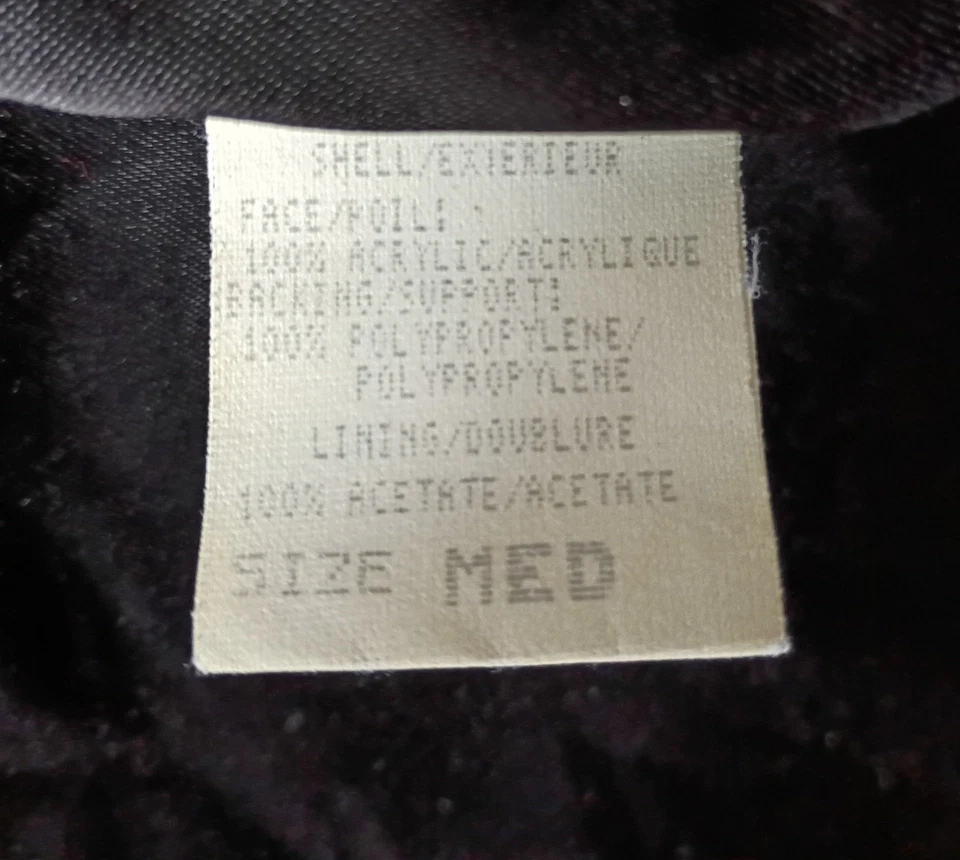 SHELL/EXTERIEUR
FACE/POIL:
100% ACRYLIC/ACRYLIQUE
BACKING/SUPPORT:
100% POLYPROPYLENE/
POLYPROPYLENE
LINING/DOUBLURE
100% ACETATE/ACETATE
SIZE MED